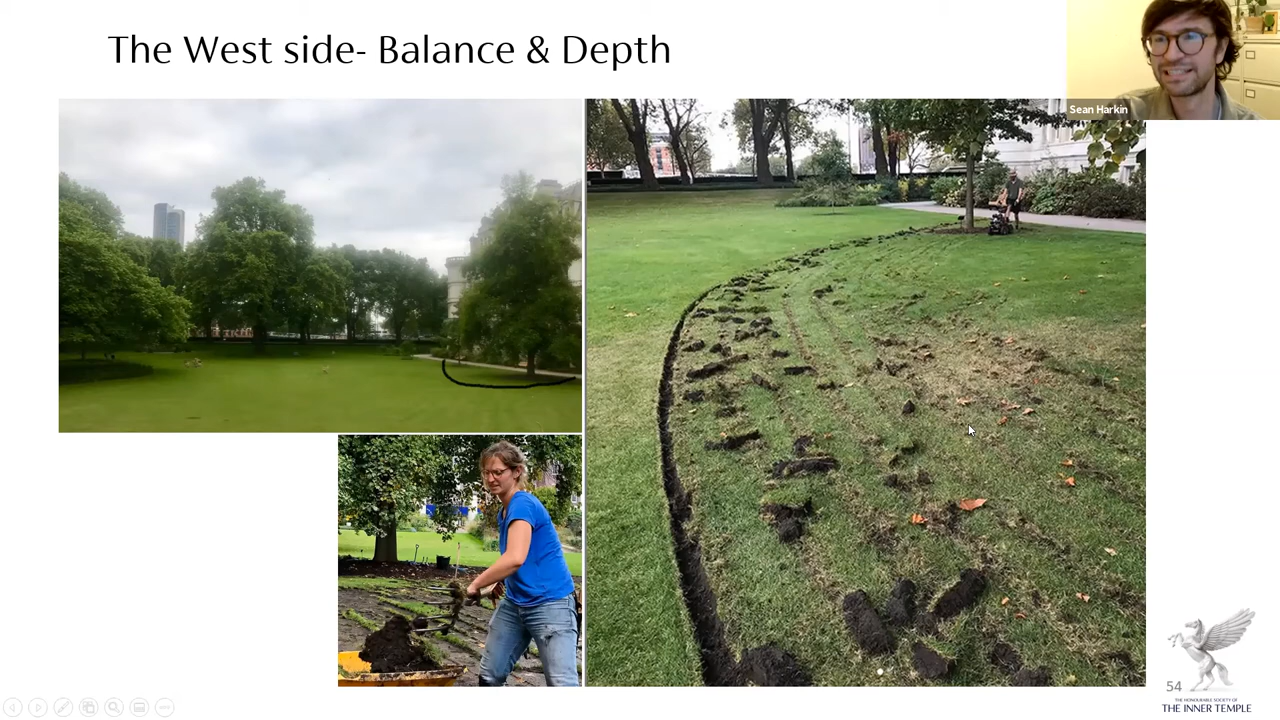 The West side- Balance & Depth
Sean Harkin
54
THE HONOURABLE SOCIETY OF
THE INNER TEMPLE